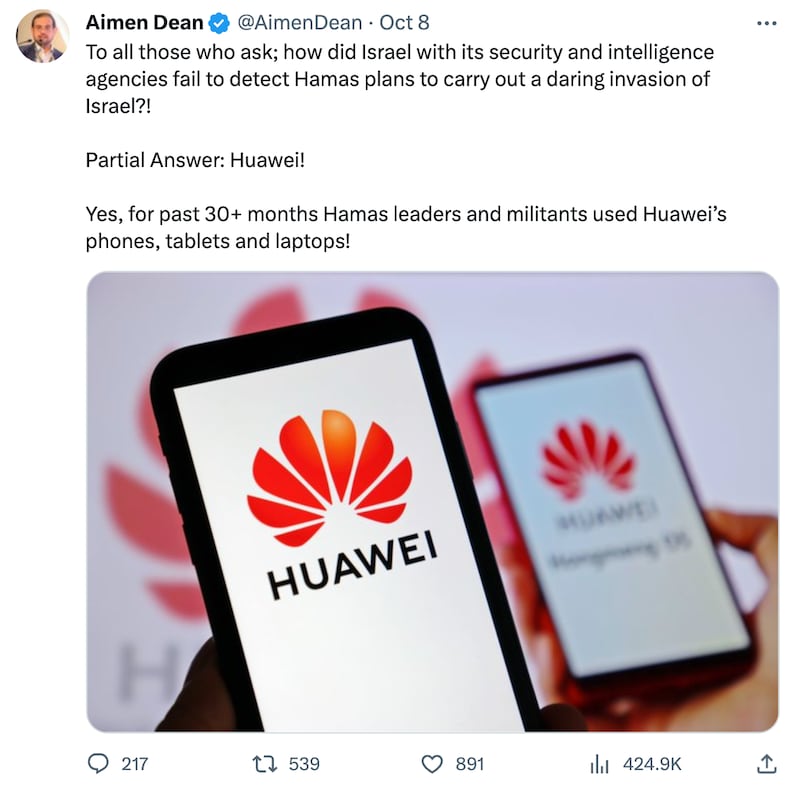 Aimen Dean @AimenDean · Oct 8
To all those who ask; how did Israel with its security and intelligence
agencies fail to detect Hamas plans to carry out a daring invasion of
Israel?!
Partial Answer: Huawei!
Yes, for past 30+ months Hamas leaders and militants used Huawei’s
phones, tablets and laptops!
HUAWEI
HUAWEI
Hongmeng OS
H
217 539 891 424.9K